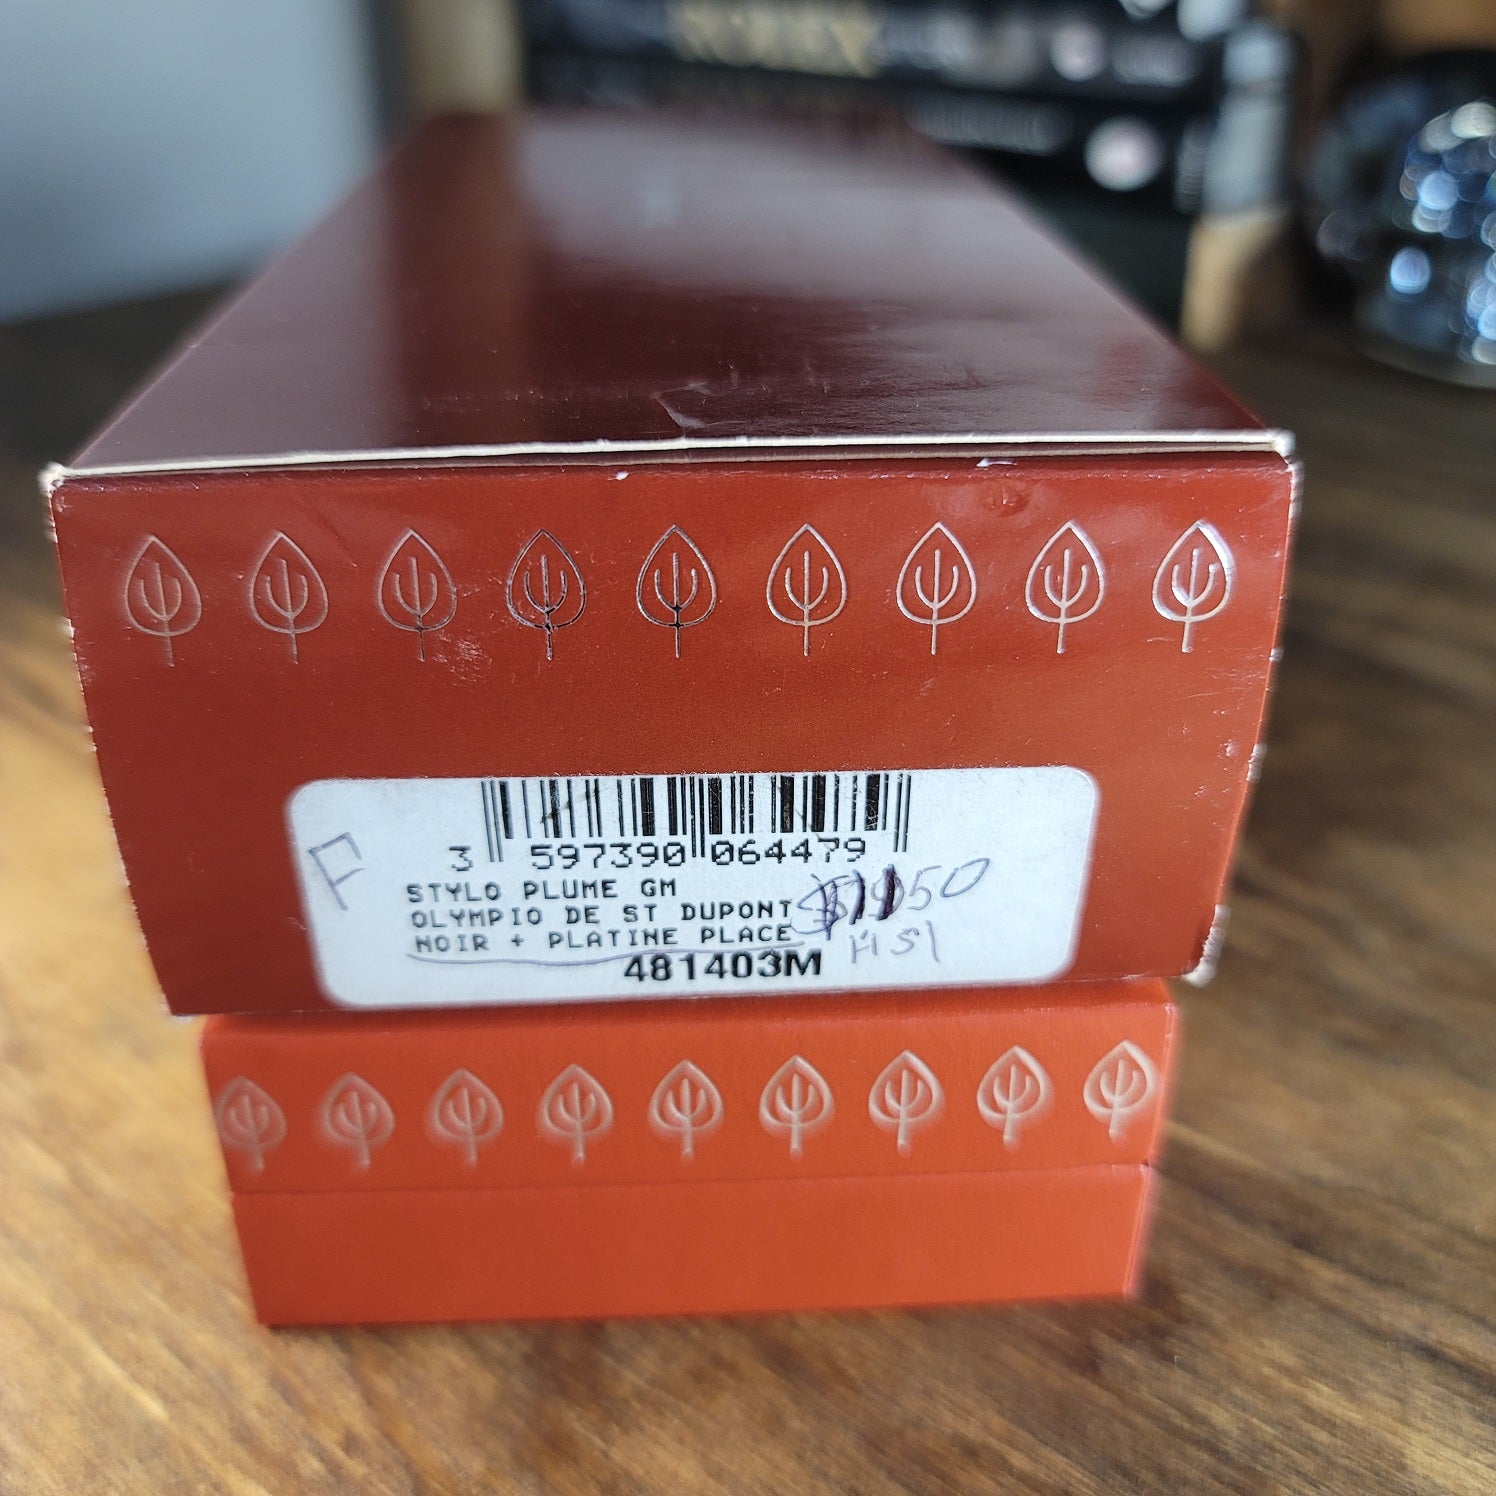 F
3 597390 064479
STYLO PLUME GM
OLYMPIO DE ST DUPONT
NOIR + PLATINE PLACE
481403M